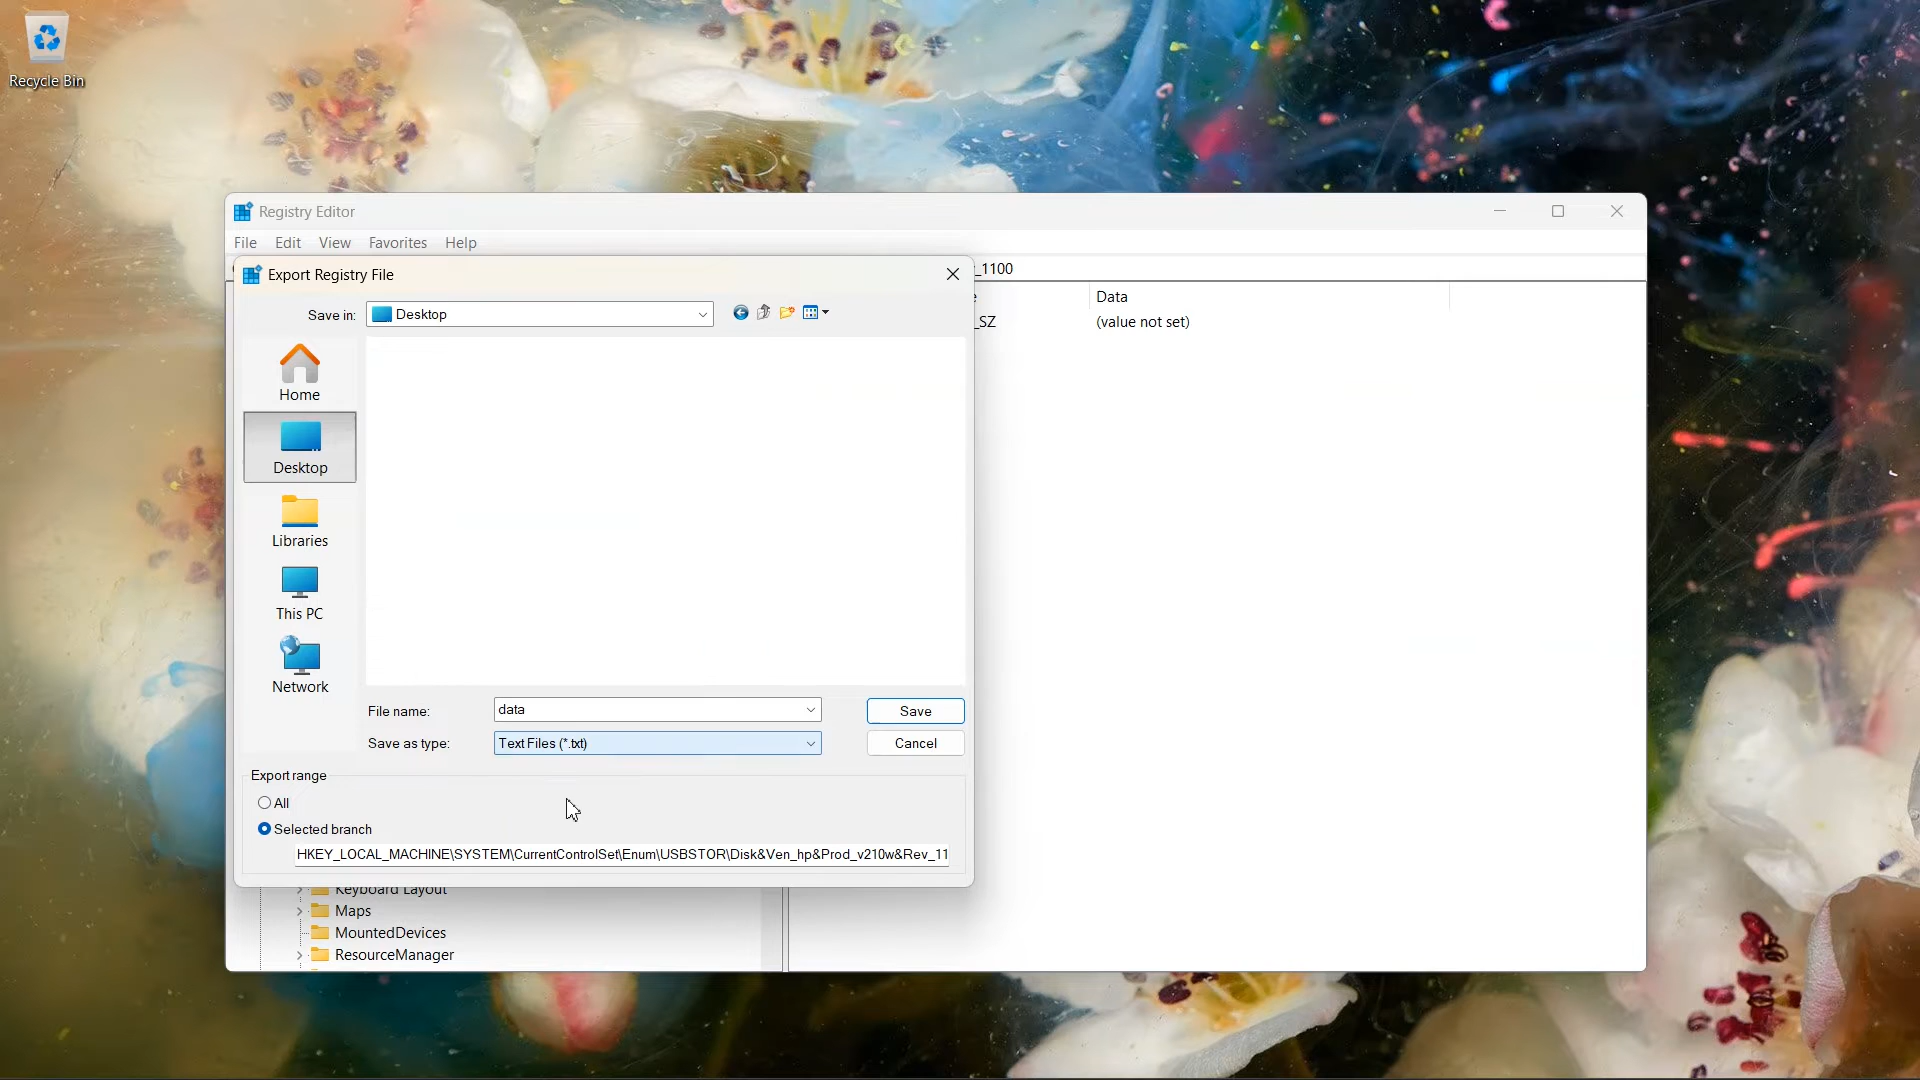 Recycle Bin
Registry Editor
File Edit View Favorites Help
_1100
Export Registry File
Data
Save in: Desktop
_SZ (value not set)
Home
Desktop
Libraries
This PC
Network
File name: data Save
Save as type: Text Files (*.txt) Cancel
Export range
All
Selected branch
HKEY_LOCAL_MACHINE\SYSTEM\CurrentControlSet\Enum\USBSTOR\Disk&Ven_hp&Prod_v210w&Rev_11
Keyboard Layout
Maps
MountedDevices
ResourceManager